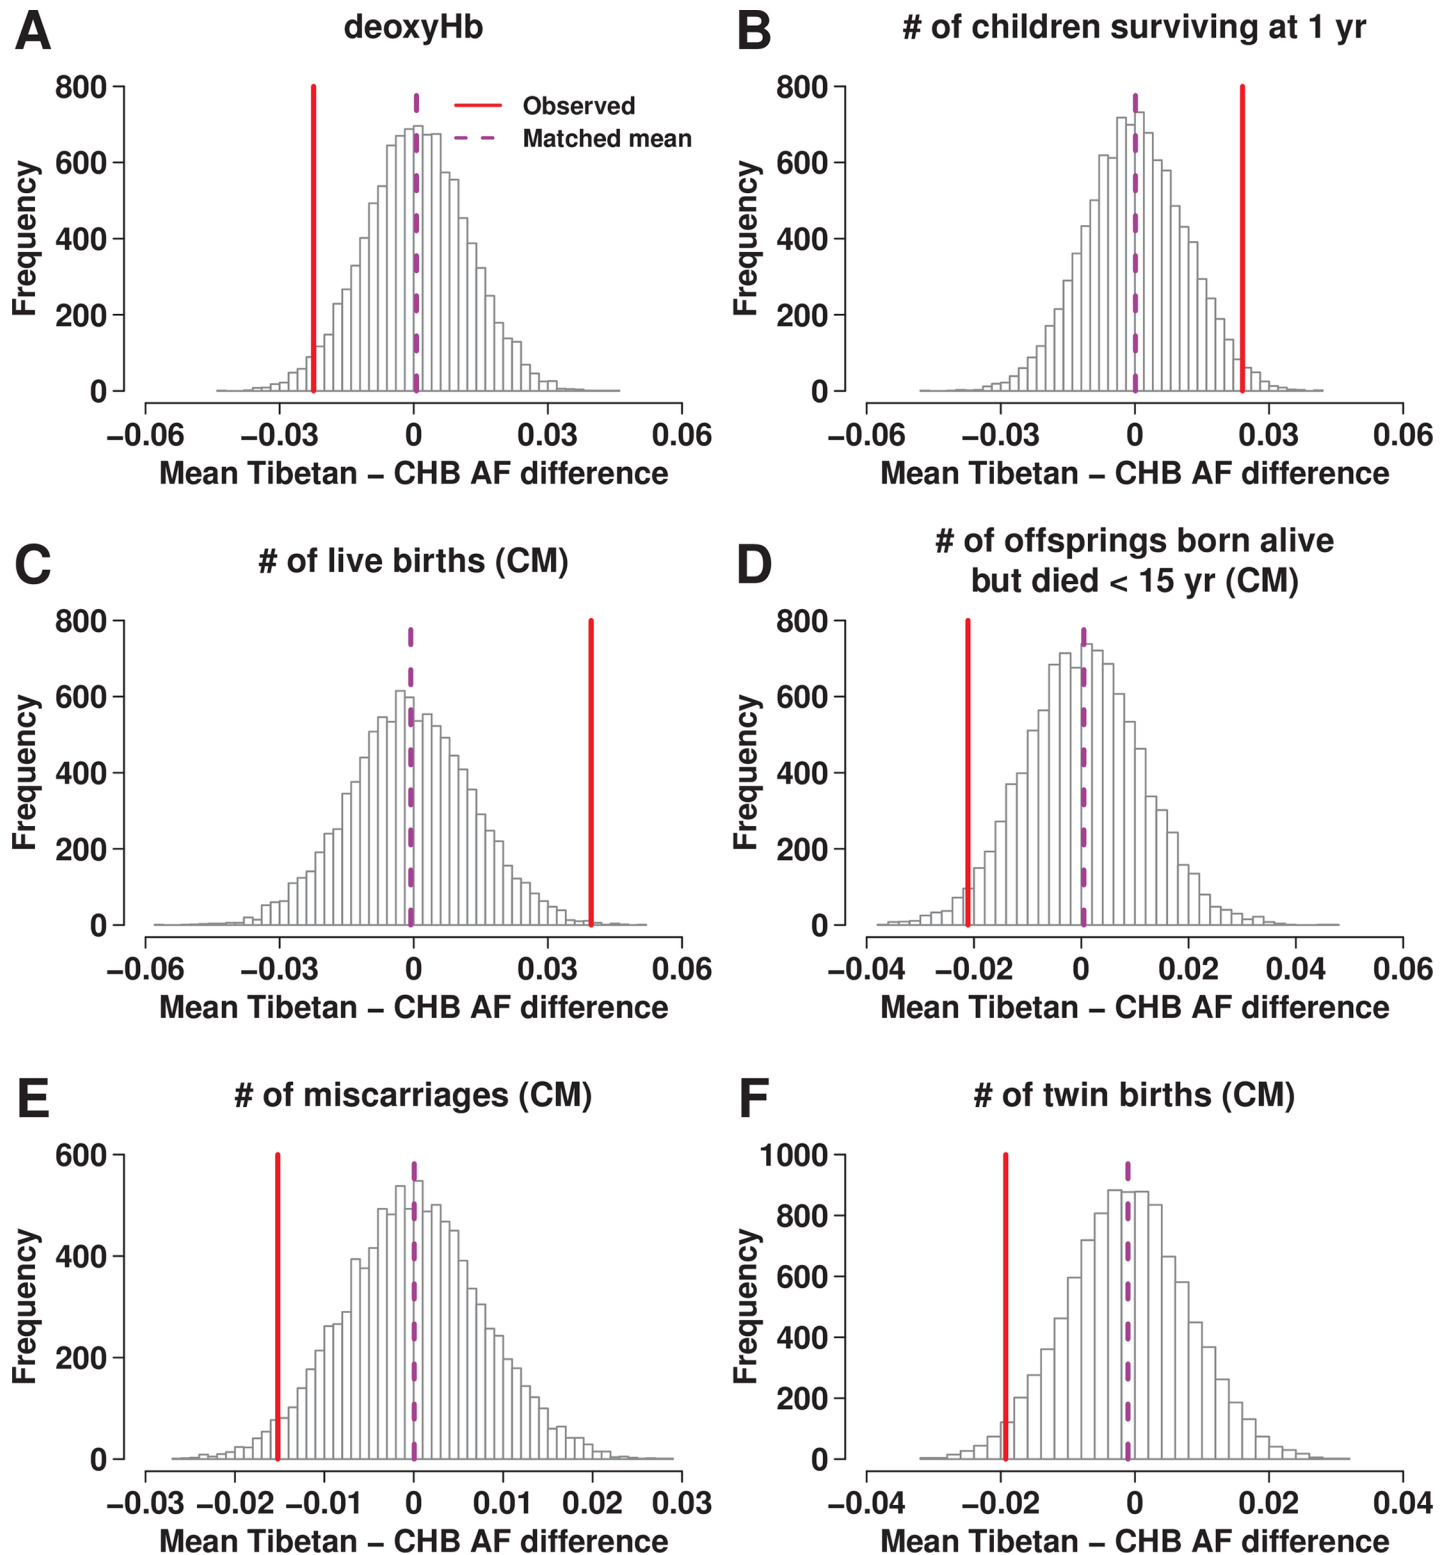 A
deoxyHb
800
600
400
200
0
Frequency
Observed
Matched mean
−0.06 −0.03 0 0.03 0.06
Mean Tibetan − CHB AF difference
B
# of children surviving at 1 yr
800
600
400
200
0
Frequency
−0.06 −0.03 0 0.03 0.06
Mean Tibetan − CHB AF difference
C
# of live births (CM)
800
600
400
200
0
Frequency
−0.06 −0.03 0 0.03 0.06
Mean Tibetan − CHB AF difference
D
# of offsprings born alive
but died < 15 yr (CM)
800
600
400
200
0
Frequency
−0.04 −0.02 0 0.02 0.04 0.06
Mean Tibetan − CHB AF difference
E
# of miscarriages (CM)
600
400
200
0
Frequency
−0.03 −0.02 −0.01 0 0.01 0.02 0.03
Mean Tibetan − CHB AF difference
F
# of twin births (CM)
1000
800
600
400
200
0
Frequency
−0.04 −0.02 0 0.02 0.04
Mean Tibetan − CHB AF difference